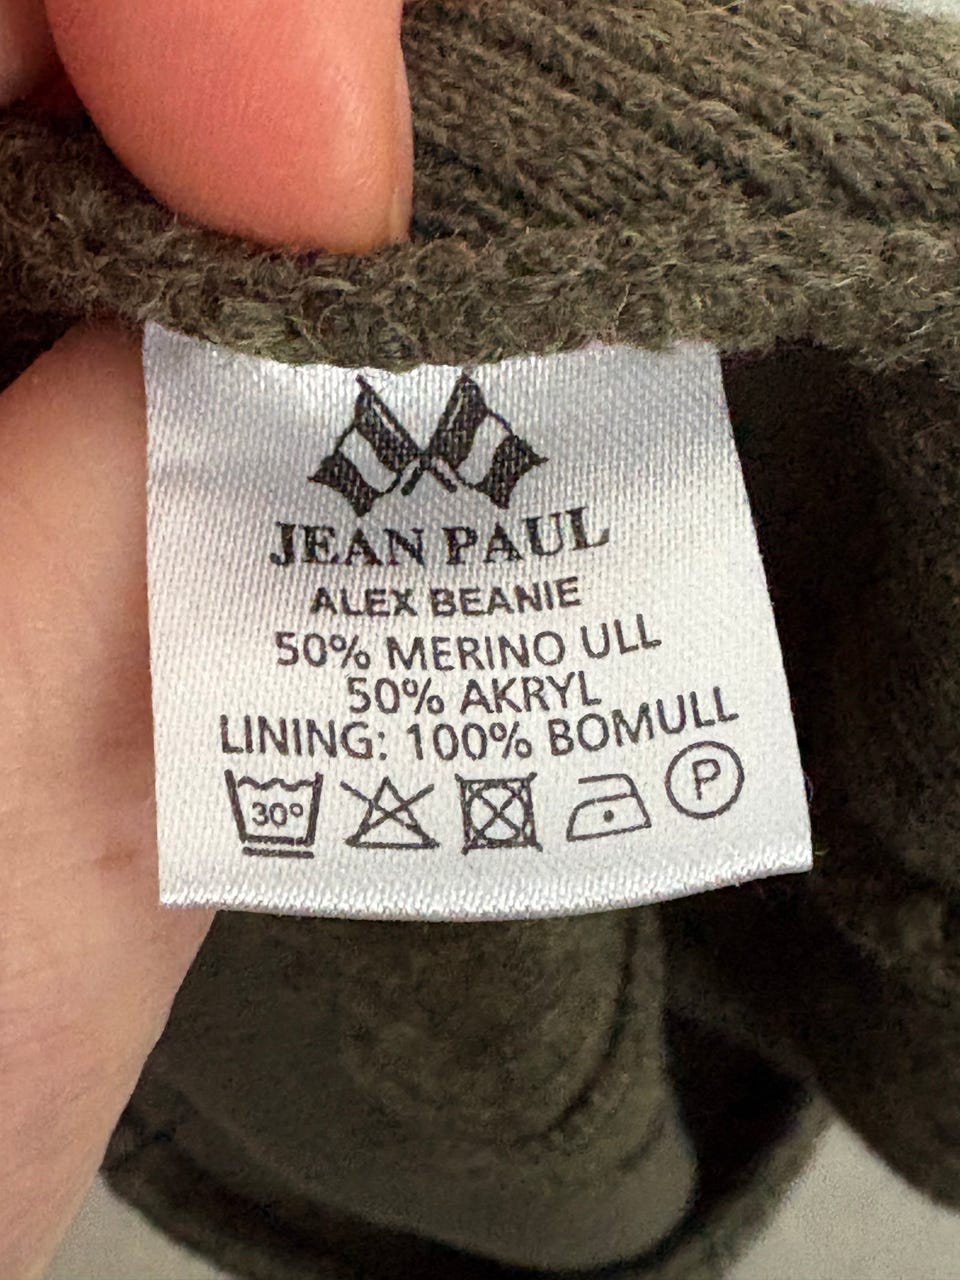 JEAN PAUL
ALEX BEANIE
50% MERINO ULL
50% AKRYL
LINING: 100% BOMULL
30° P